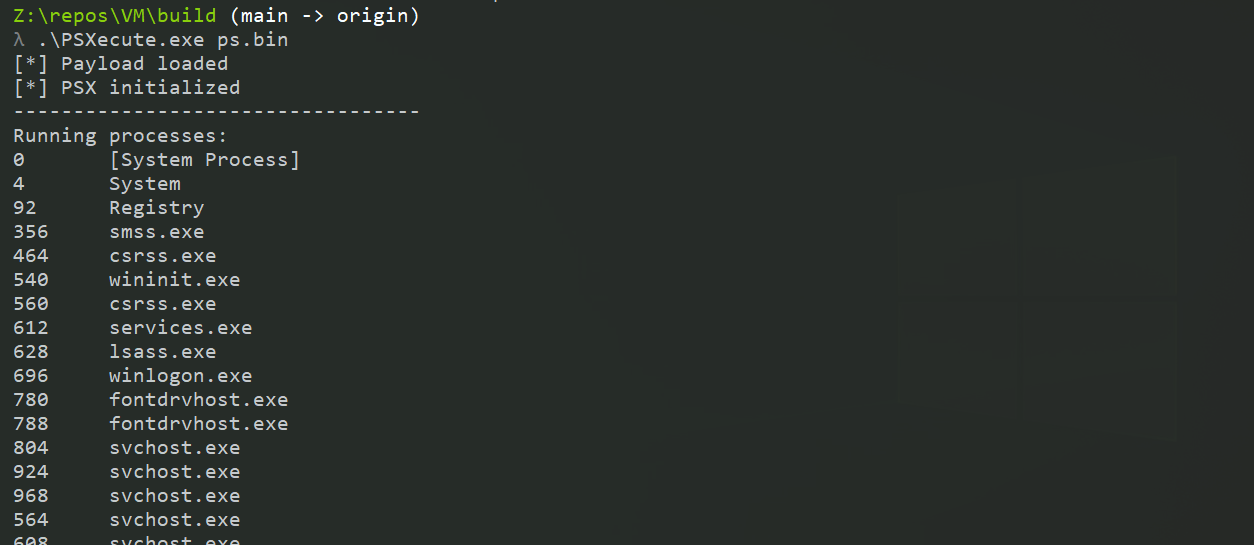 Z:\repos\VM\build (main -> origin)
λ .\PSXecute.exe ps.bin
[*] Payload loaded
[*] PSX initialized
----------------------------------
Running processes:
0 [System Process]
4 System
92 Registry
356 smss.exe
464 csrss.exe
540 wininit.exe
560 csrss.exe
612 services.exe
628 lsass.exe
696 winlogon.exe
780 fontdrvhost.exe
788 fontdrvhost.exe
804 svchost.exe
924 svchost.exe
968 svchost.exe
564 svchost.exe
608 svchost.exe